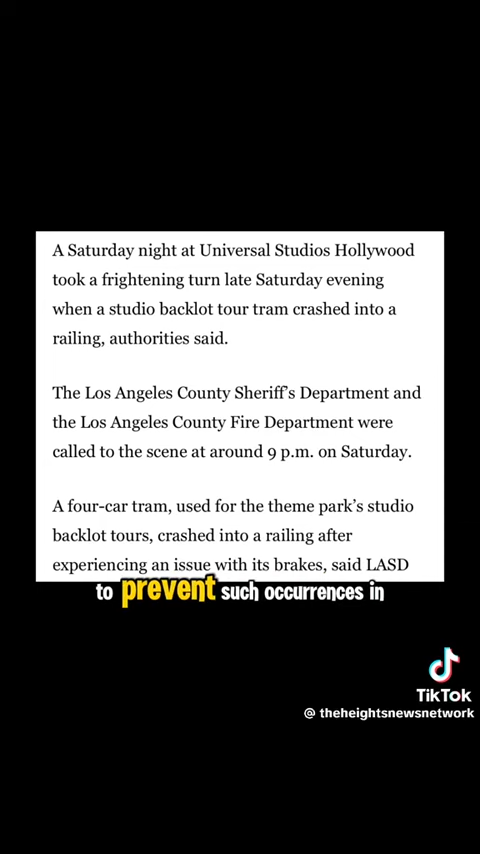 A Saturday night at Universal Studios Hollywood
took a frightening turn late Saturday evening
when a studio backlot tour tram crashed into a
railing, authorities said.
The Los Angeles County Sheriff's Department and
the Los Angeles County Fire Department were
called to the scene at around 9 p.m. on Saturday.
A four-car tram, used for the theme park's studio
backlot tours, crashed into a railing after
experiencing an issue with its brakes, said LASD
to prevent such occurrences in
TikTok
@ theheightsnewsnetwork